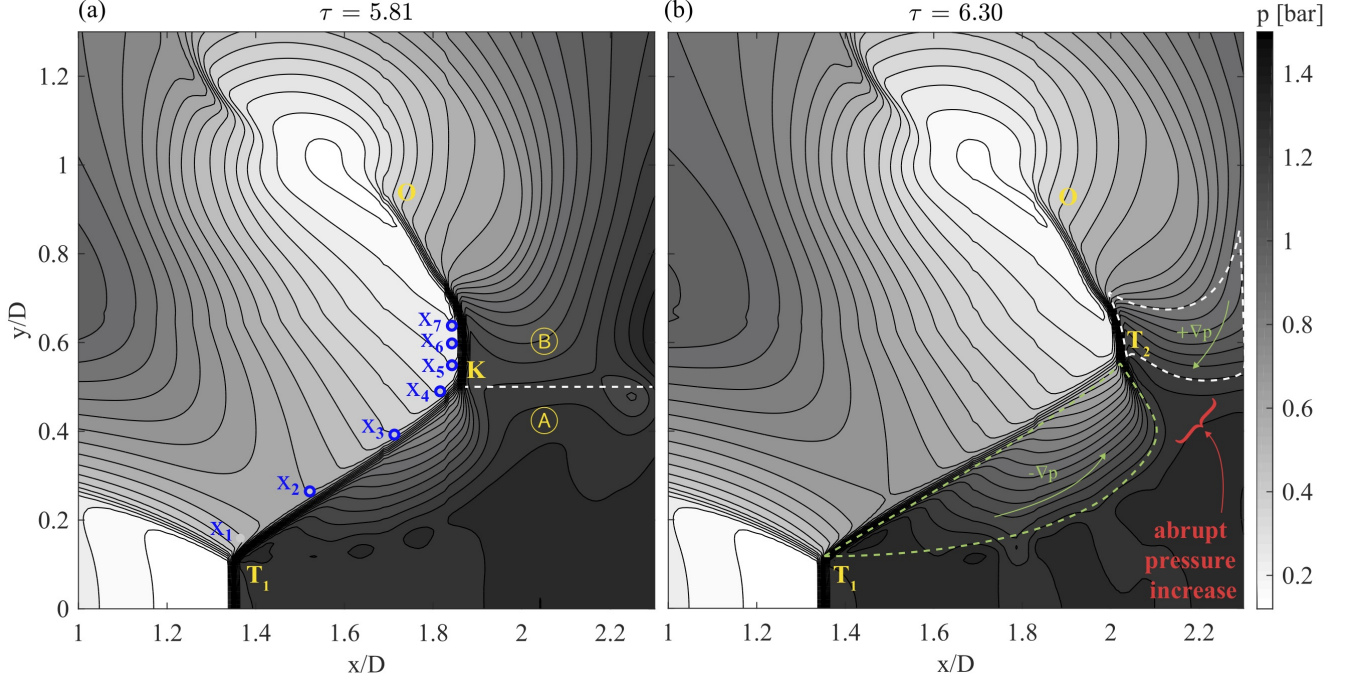 (a)
τ = 5.81
(b)
τ = 6.30
p [bar]
1.2
1
0.8
0.6
0.4
0.2
0
y/D
1
1.2
1.4
1.6
1.8
2
2.2
x/D
O
X7
X6
X5
X4
X3
X2
X1
K
B
A
T1
1
1.2
1.4
1.6
1.8
2
2.2
x/D
O
+∇p
T2
-∇p
abrupt
pressure
increase
T1
1.4
1.2
1
0.8
0.6
0.4
0.2